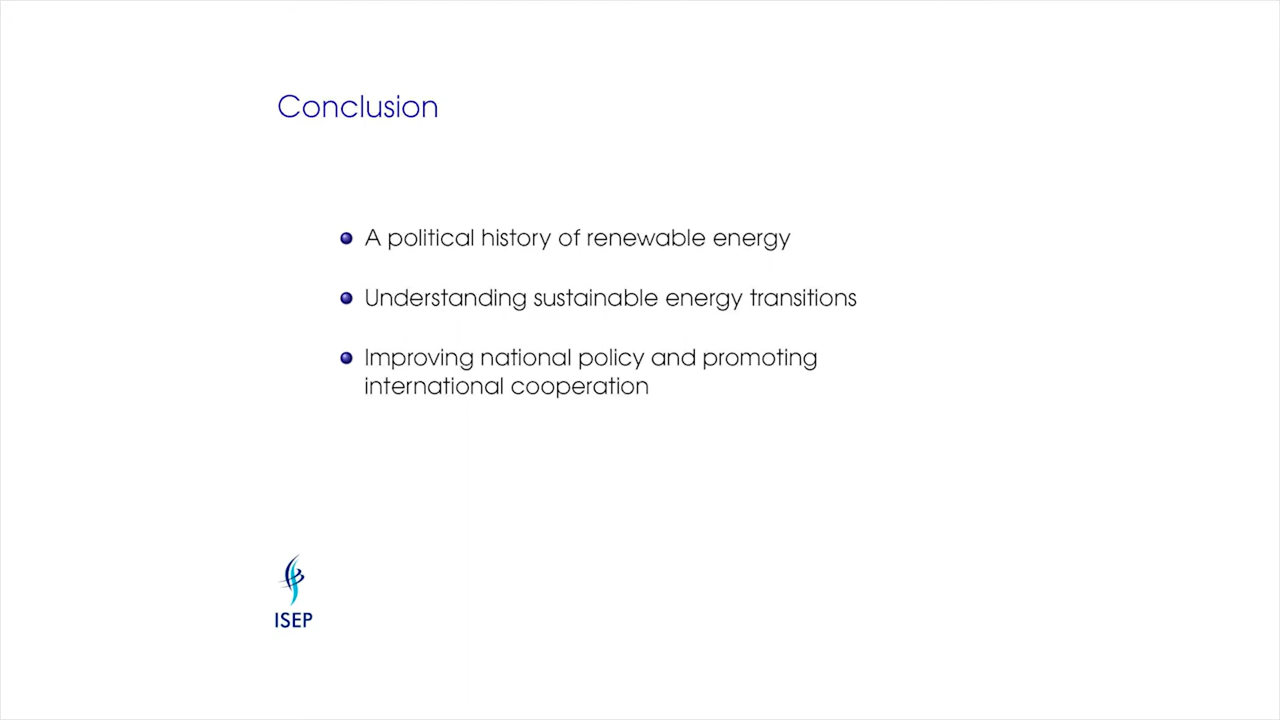 Conclusion
A political history of renewable energy
Understanding sustainable energy transitions
Improving national policy and promoting
international cooperation
ISEP